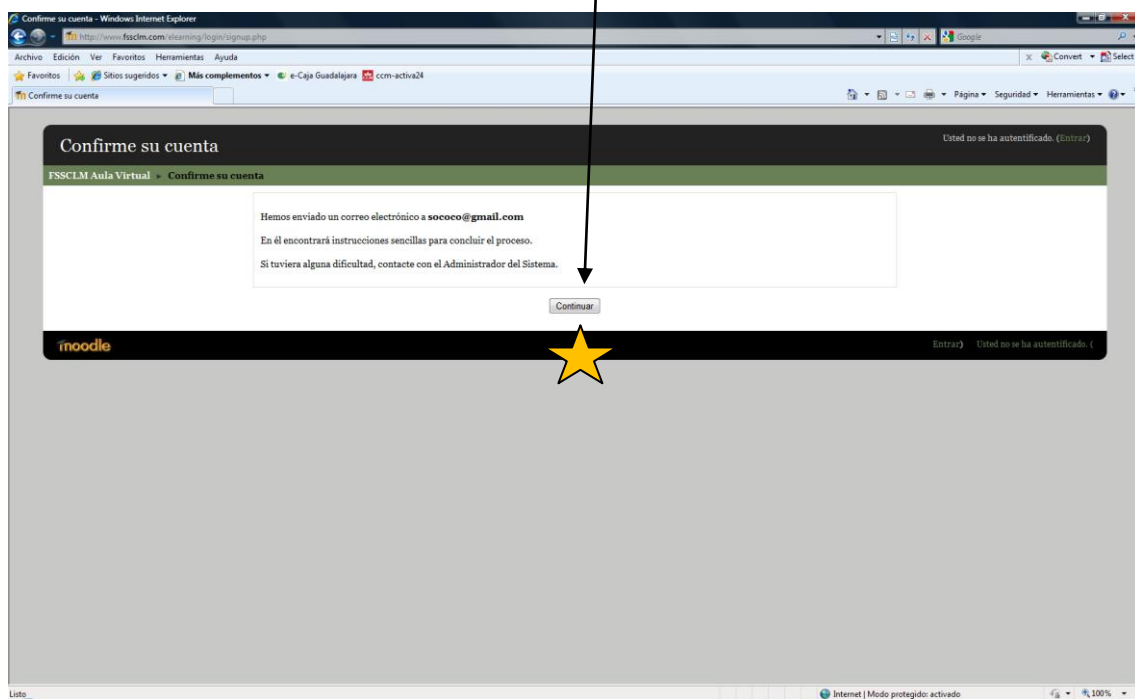 Confirme su cuenta - Windows Internet Explorer
http://www.fssclm.com/elearning/login/signup.php
Google
Archivo Edición Ver Favoritos Herramientas Ayuda
x Convert Select
Favoritos Sitios sugeridos Más complementos e-Caja Guadalajara ccm-activa24
Confirme su cuenta
Página Seguridad Herramientas
Confirme su cuenta
Usted no se ha autentificado. (Entrar)
FSSCLM Aula Virtual ► Confirme su cuenta
Hemos enviado un correo electrónico a sococo@gmail.com
En él encontrará instrucciones sencillas para concluir el proceso.
Si tuviera alguna dificultad, contacte con el Administrador del Sistema.
Continuar
moodle
Entrar) Usted no se ha autentificado. (
Listo
Internet | Modo protegido: activado
100%